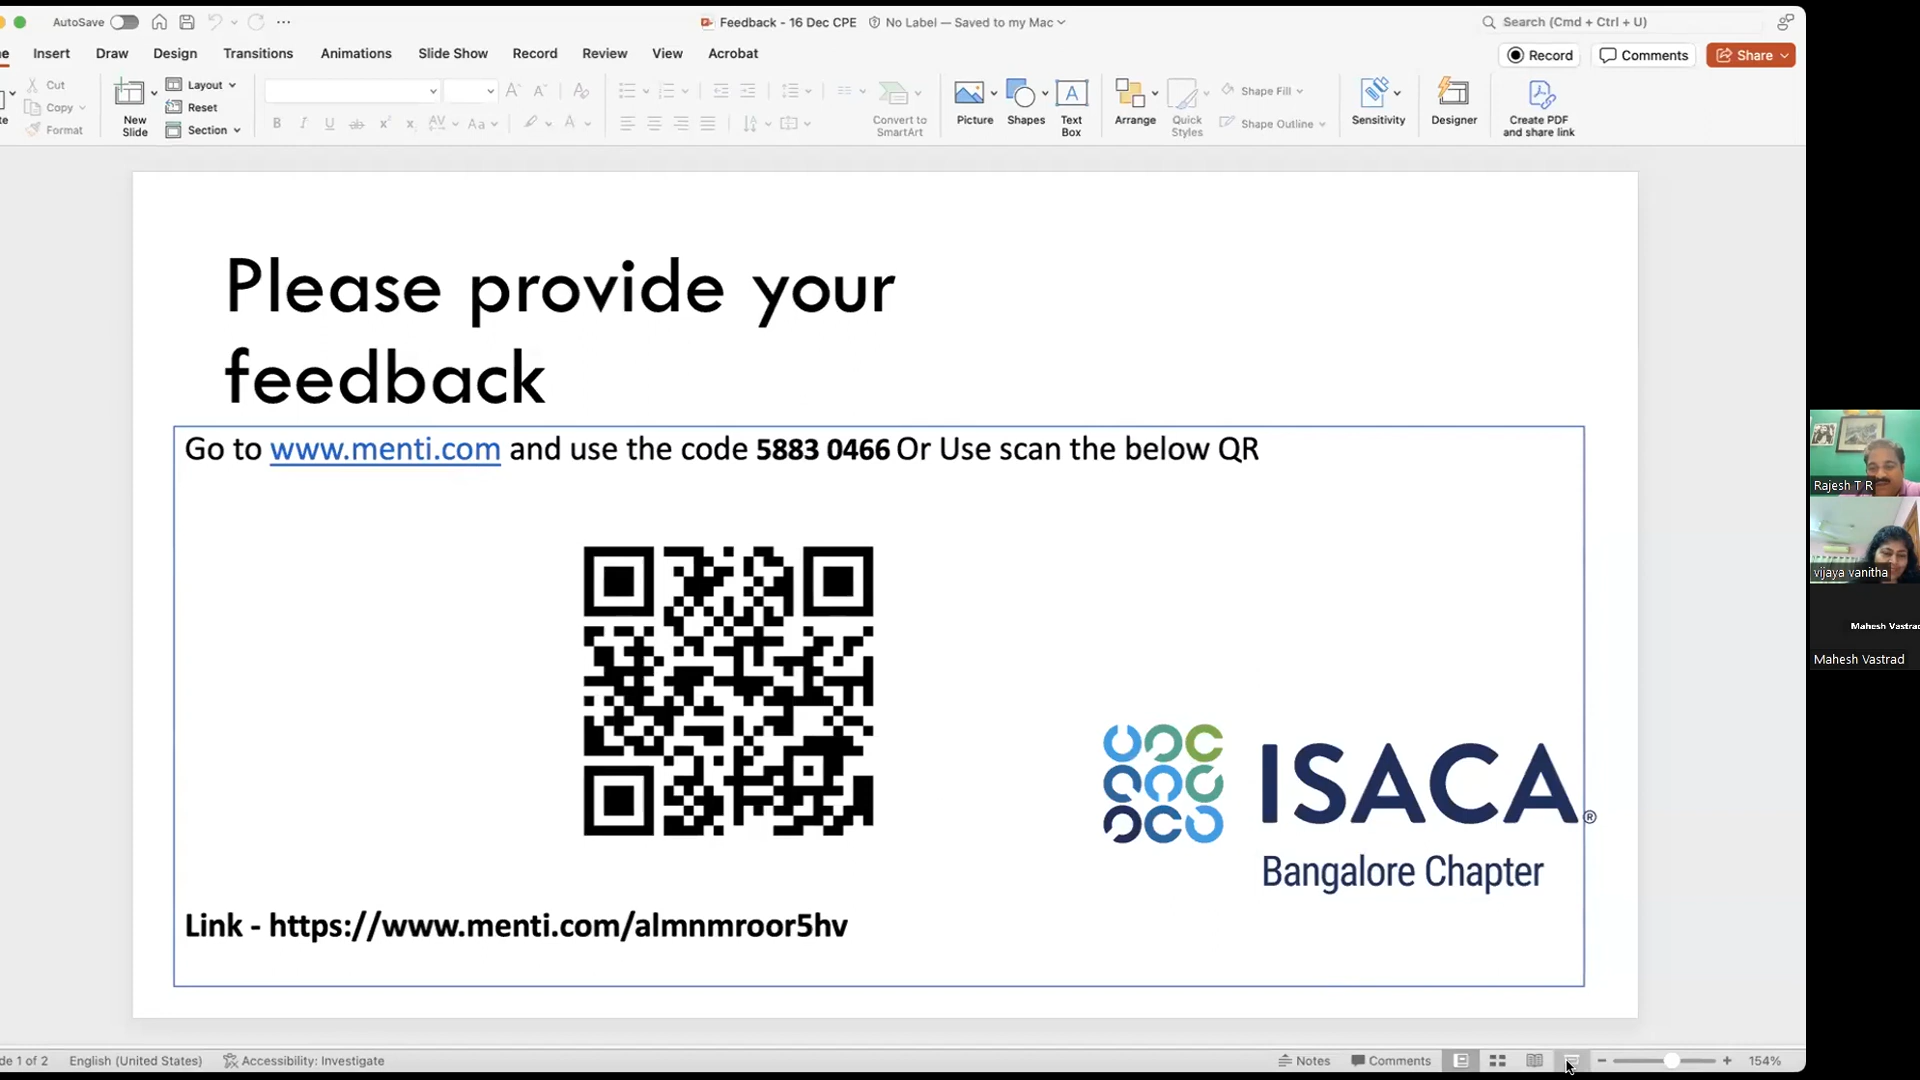 AutoSave
Feedback - 16 Dec CPE
No Label — Saved to my Mac
Search (Cmd + Ctrl + U)
Insert
Draw
Design
Transitions
Animations
Slide Show
Record
Review
View
Acrobat
Record
Comments
Share
Cut
Copy
Format
New
Slide
Layout
Reset
Section
Convert to
SmartArt
Picture
Shapes
Text
Box
Arrange
Quick
Styles
Shape Fill
Shape Outline
Sensitivity
Designer
Create PDF
and share link
Please provide your
feedback
Go to www.menti.com and use the code 5883 0466 Or Use scan the below QR
ISACA®
Bangalore Chapter
Link - https://www.menti.com/almnmroor5hv
Rajesh T R
vijaya vanitha
Mahesh Vastrad
Mahesh Vastrad
1 of 2
English (United States)
Accessibility: Investigate
Notes
Comments
154%